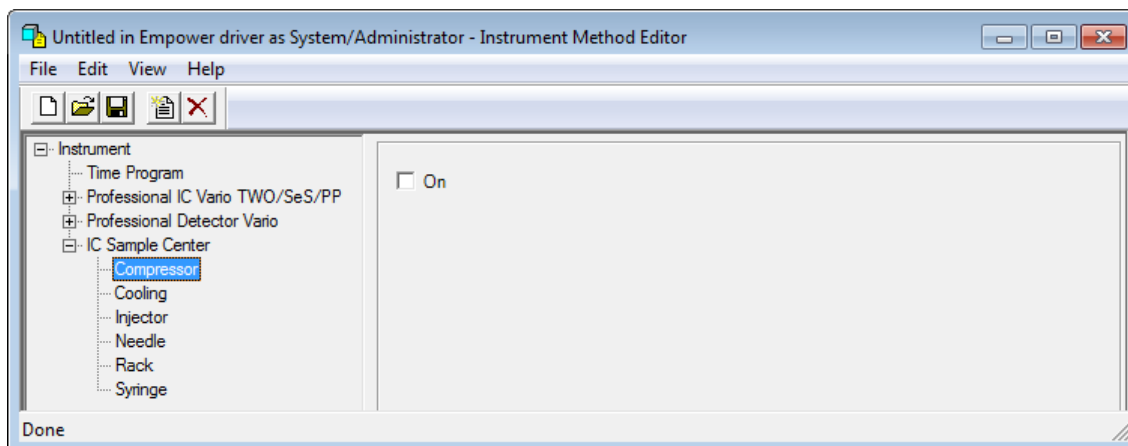 Untitled in Empower driver as System/Administrator - Instrument Method Editor
File Edit View Help
Instrument
Time Program
Professional IC Vario TWO/SeS/PP
Professional Detector Vario
IC Sample Center
Compressor
Cooling
Injector
Needle
Rack
Syringe
On
Done